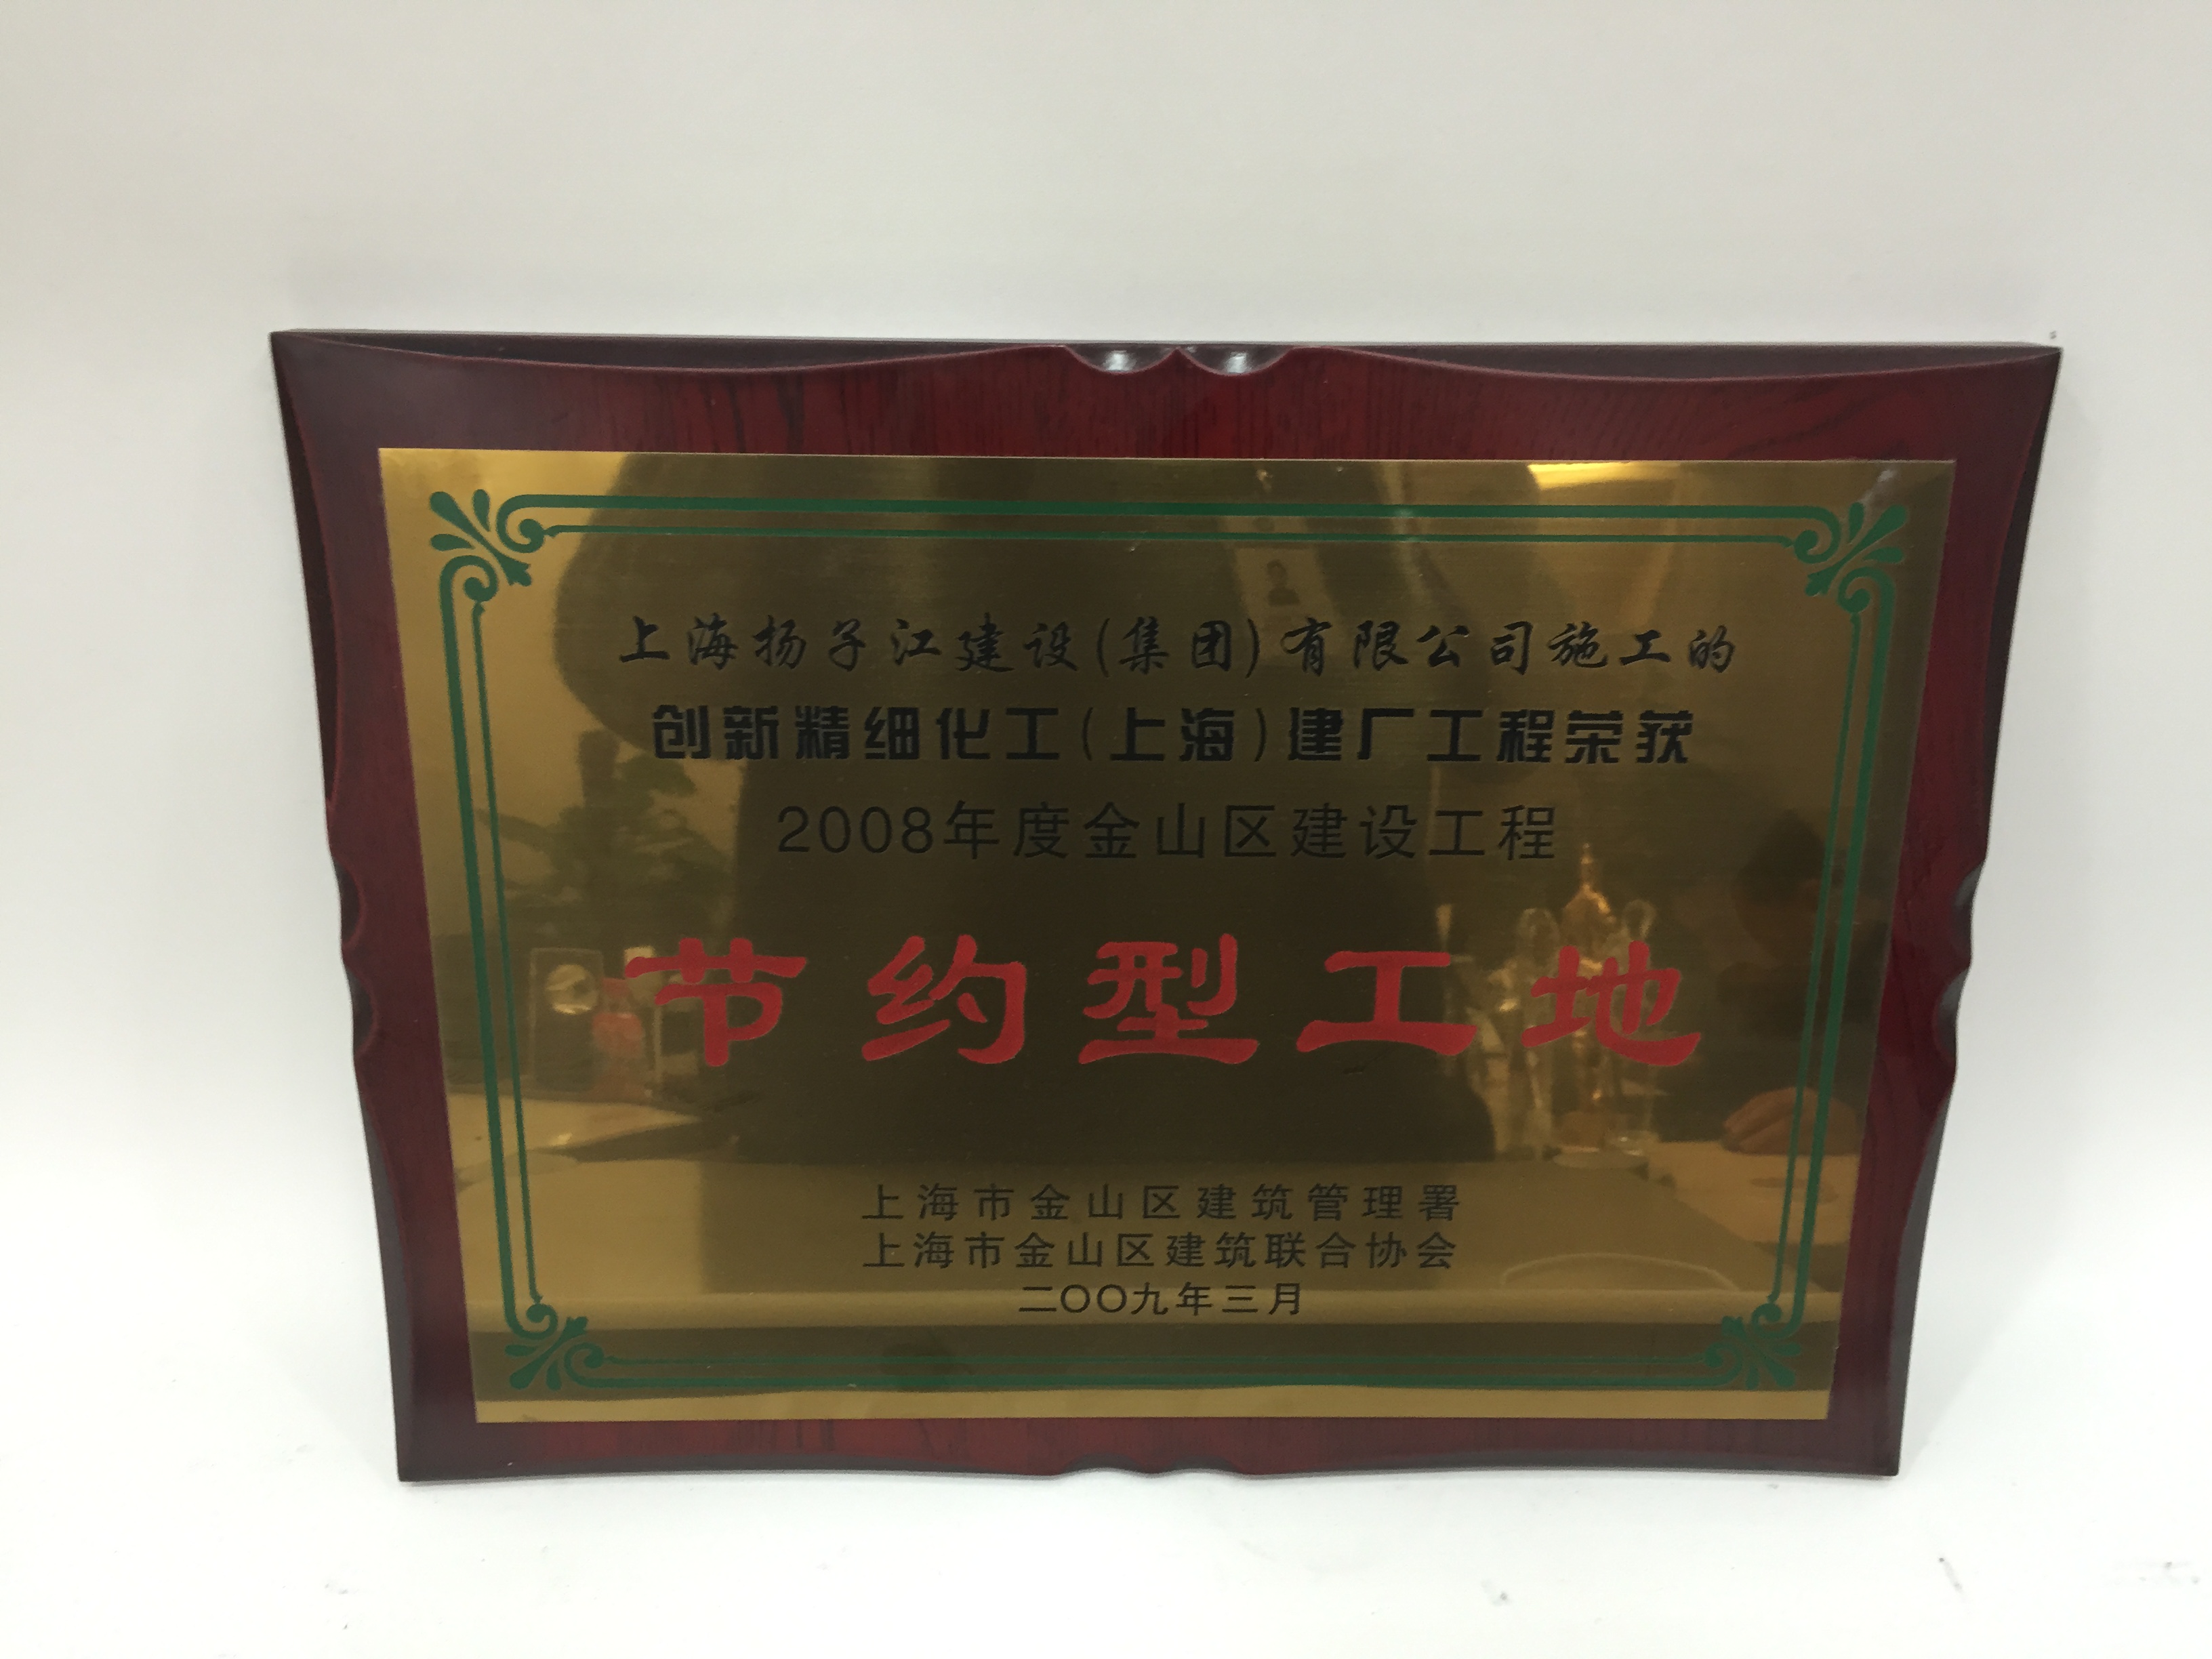 上海扬子江建设(集团)有限公司施工的
创新精细化工(上海)建厂工程荣获
2008年度金山区建设工程
节约型工地
上海市金山区建筑管理署
上海市金山区建筑联合协会
二〇〇九年三月